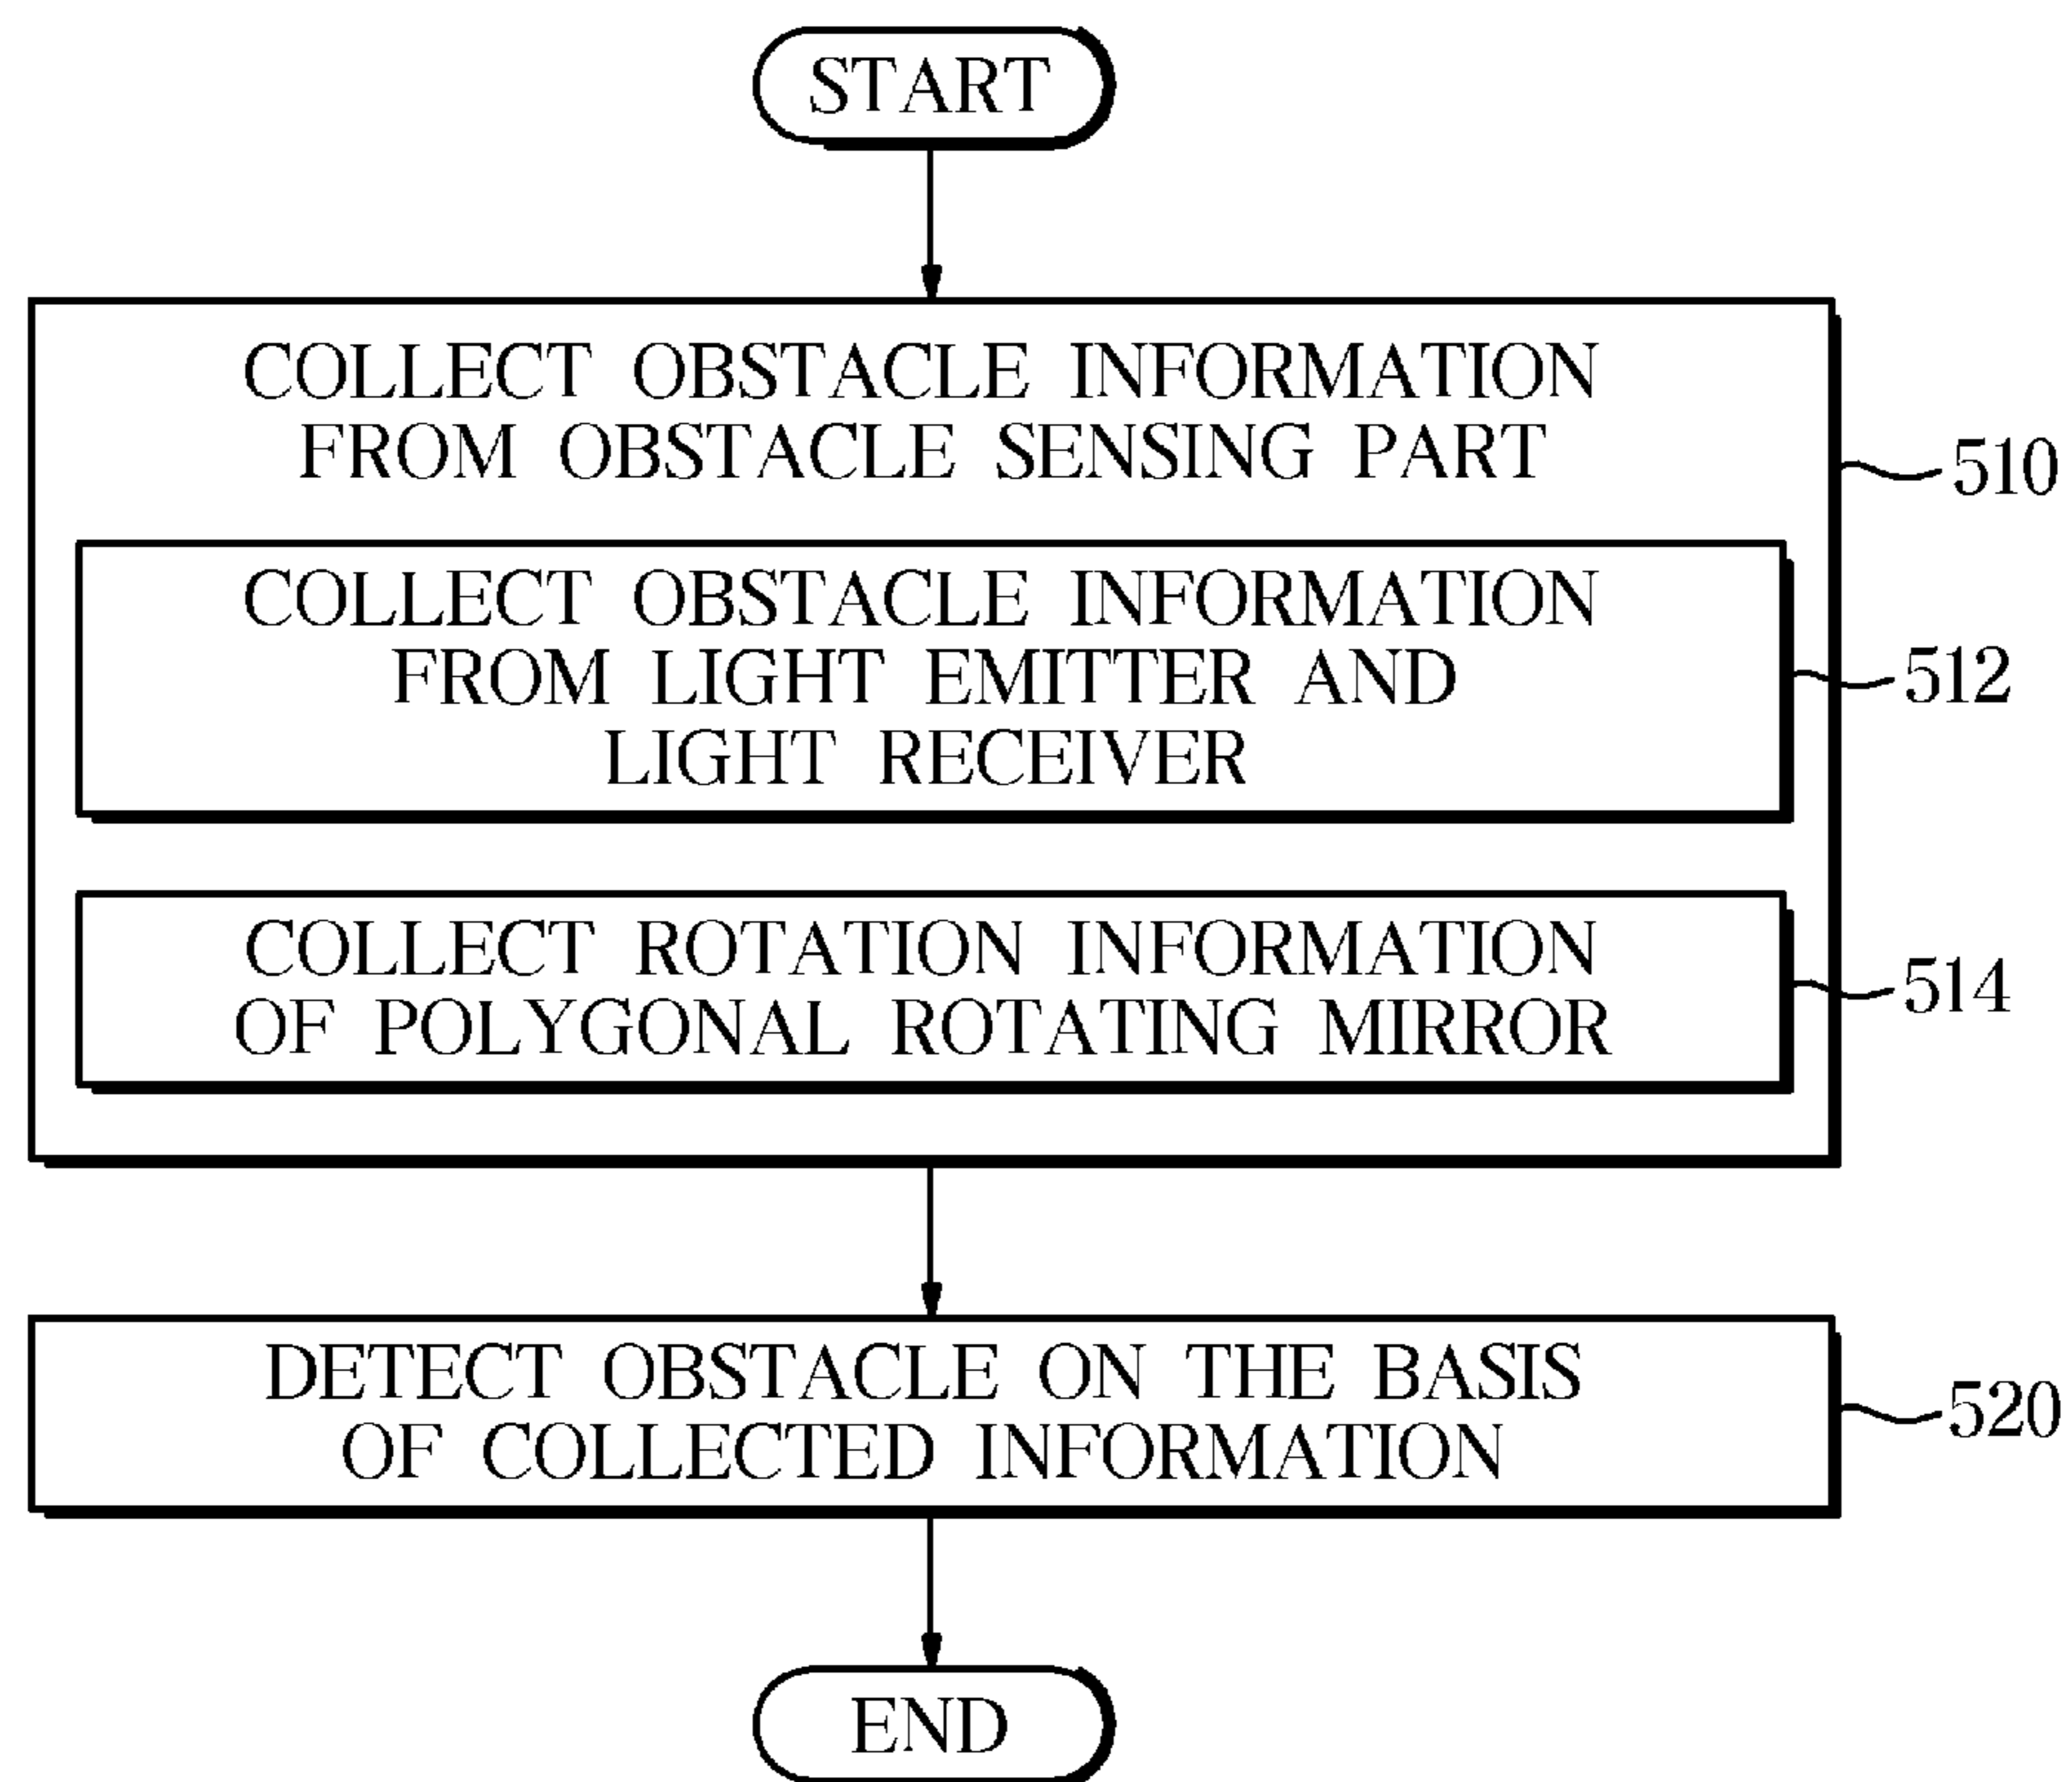 START
COLLECT OBSTACLE INFORMATION
FROM OBSTACLE SENSING PART
510
COLLECT OBSTACLE INFORMATION
FROM LIGHT EMITTER AND
LIGHT RECEIVER
512
COLLECT ROTATION INFORMATION
OF POLYGONAL ROTATING MIRROR
514
DETECT OBSTACLE ON THE BASIS
OF COLLECTED INFORMATION
520
END